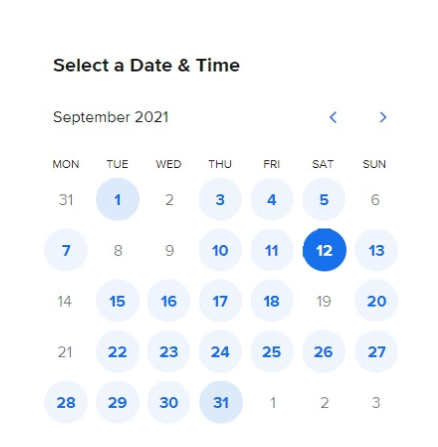 Select a Date & Time
September 2021
MON TUE WED THU FRI SAT SUN
31 1 2 3 4 5 6
7 8 9 10 11 12 13
14 15 16 17 18 19 20
21 22 23 24 25 26 27
28 29 30 31 1 2 3